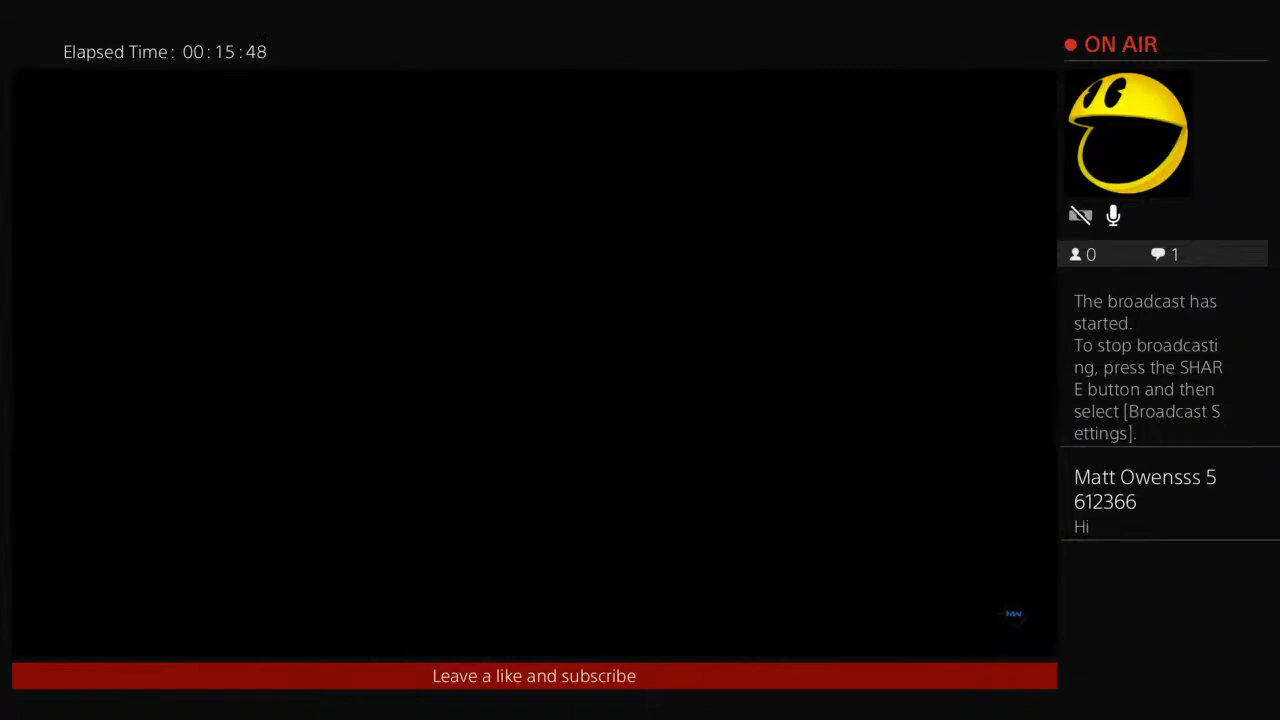 Elapsed Time: 00:15:48
ON AIR
0
1
The broadcast has
started.
To stop broadcasti
ng, press the SHAR
E button and then
select [Broadcast S
ettings].
Matt Owensss 5
612366
Hi
MW
Leave a like and subscribe